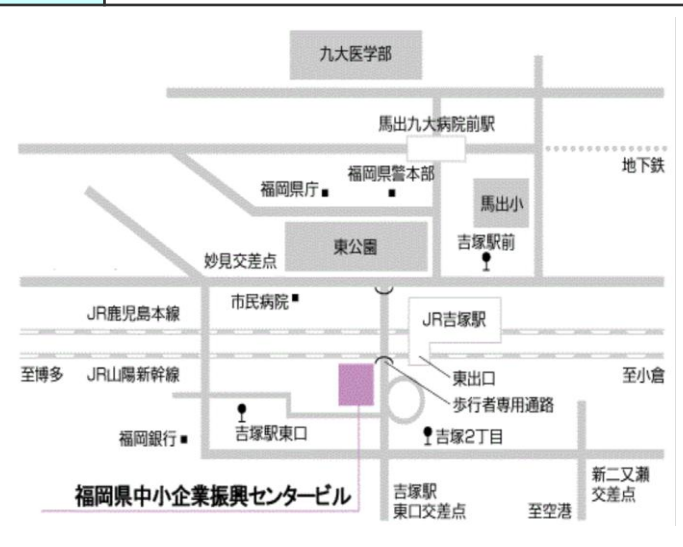 九大医学部
馬出九大病院前駅
地下鉄
福岡県警本部
福岡県庁
馬出小
東公園
吉塚駅前
妙見交差点
市民病院
JR鹿児島本線
JR吉塚駅
至博多
JR山陽新幹線
東出口
至小倉
歩行者専用通路
吉塚駅東口
吉塚2丁目
福岡銀行
新二又瀬
交差点
福岡県中小企業振興センタービル
吉塚駅
東口交差点
至空港